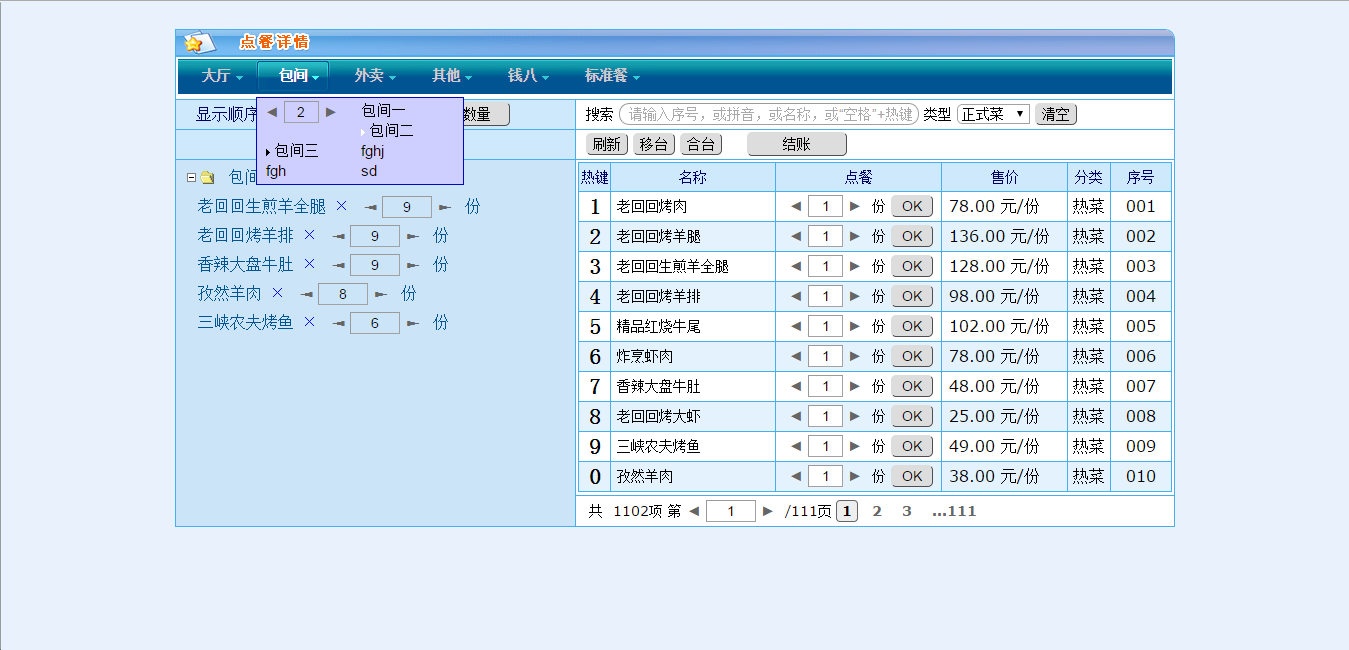 点餐详情
大厅 包间 外卖 其他 钱八 标准餐
显示顺序 数量 搜索 请输入序号，或拼音，或名称，或“空格”+热键 类型 正式菜 清空
2 包间一
包间二
包间三 fghj
fgh sd
刷新 移台 合台 结账
包间
老回回生煎羊全腿 × 9 份
老回回烤羊排 × 9 份
香辣大盘牛肚 × 9 份
孜然羊肉 × 8 份
三峡农夫烤鱼 × 6 份
热键 名称 点餐 售价 分类 序号
1 老回回烤肉 1 份 OK 78.00 元/份 热菜 001
2 老回回烤羊腿 1 份 OK 136.00 元/份 热菜 002
3 老回回生煎羊全腿 1 份 OK 128.00 元/份 热菜 003
4 老回回烤羊排 1 份 OK 98.00 元/份 热菜 004
5 精品红烧牛尾 1 份 OK 102.00 元/份 热菜 005
6 炸烹虾肉 1 份 OK 78.00 元/份 热菜 006
7 香辣大盘牛肚 1 份 OK 48.00 元/份 热菜 007
8 老回回烤大虾 1 份 OK 25.00 元/份 热菜 008
9 三峡农夫烤鱼 1 份 OK 49.00 元/份 热菜 009
0 孜然羊肉 1 份 OK 38.00 元/份 热菜 010
共 1102项 第 1 /111页 1 2 3 ...111